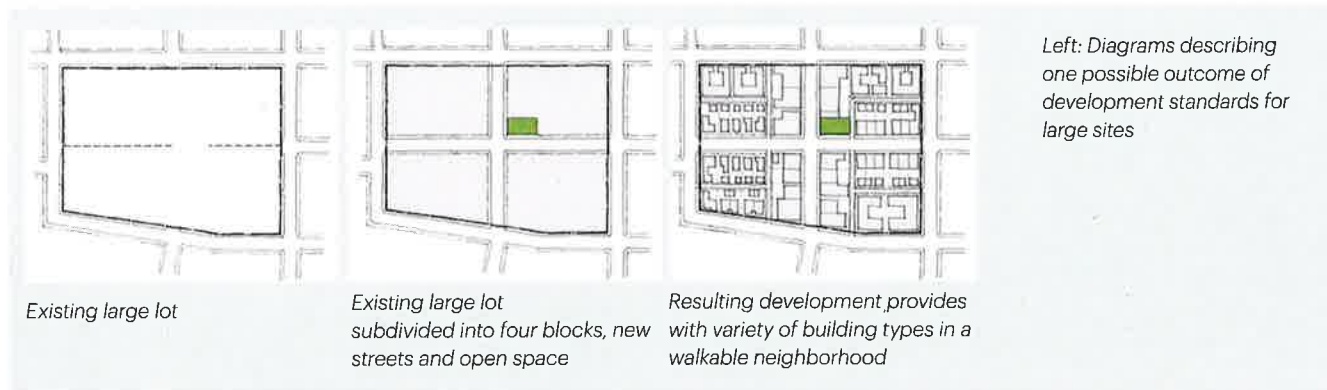 Left: Diagrams describing
one possible outcome of
development standards for
large sites
Existing large lot
Existing large lot
subdivided into four blocks, new
streets and open space
Resulting development provides
with variety of building types in a
walkable neighborhood